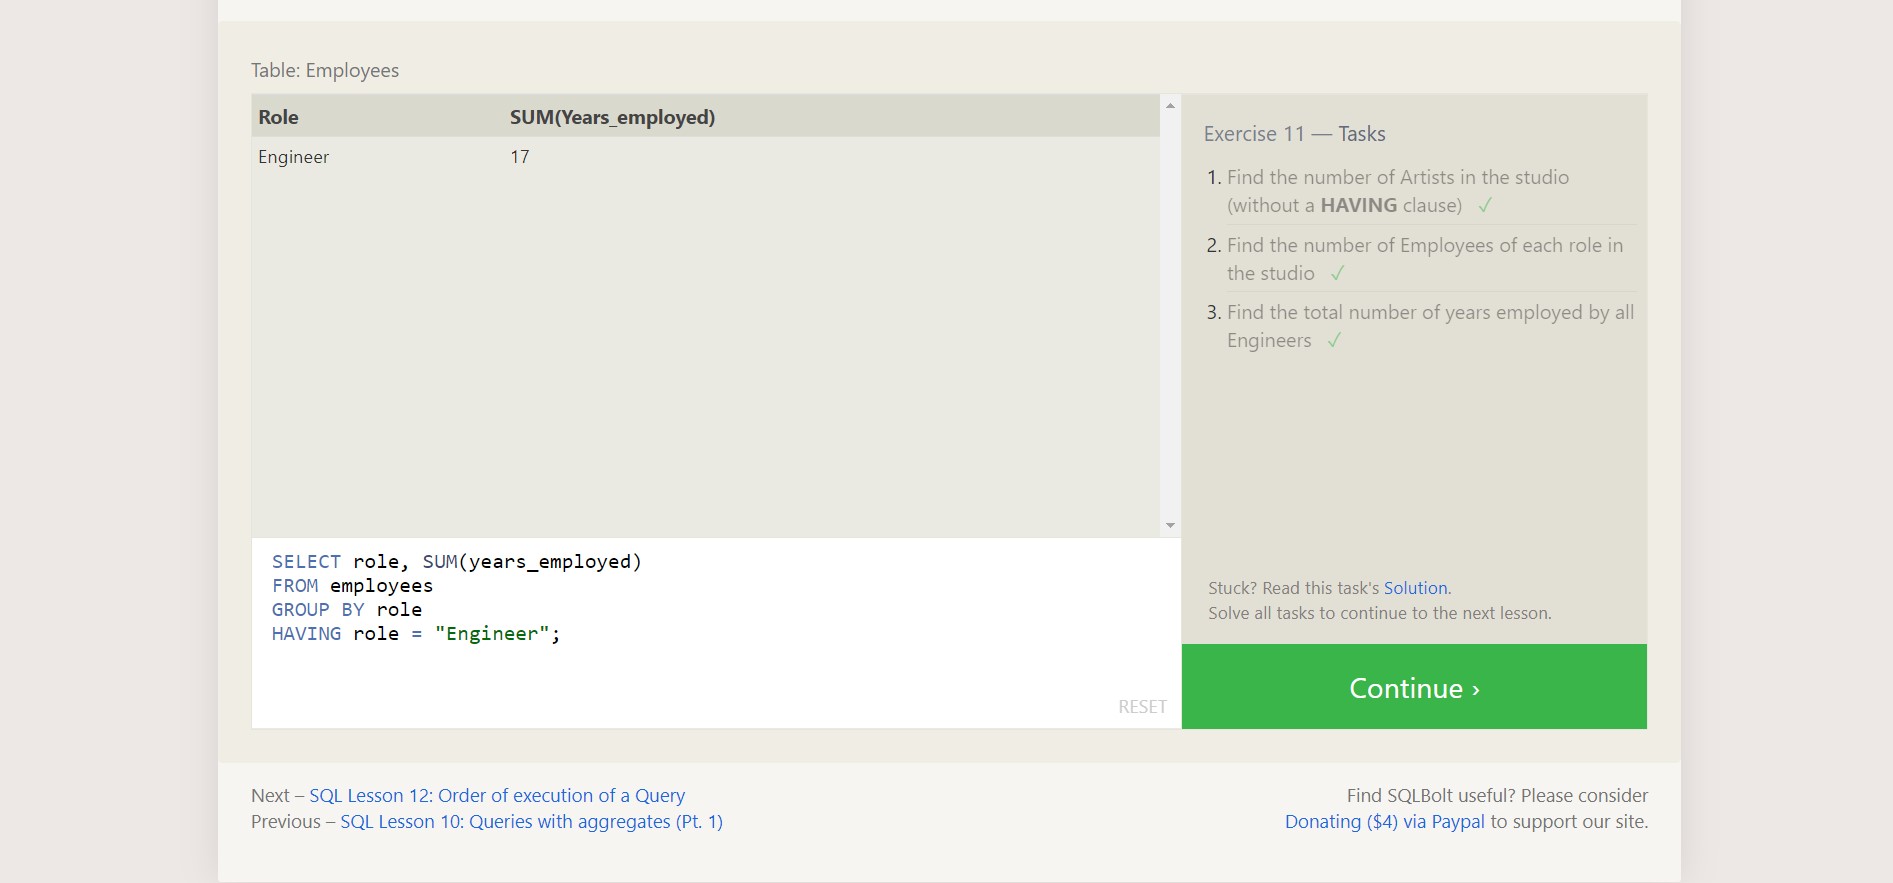 Table: Employees
Role SUM(Years_employed)
Engineer 17
SELECT role, SUM(years_employed)
FROM employees
GROUP BY role
HAVING role = "Engineer";
RESET
Exercise 11 — Tasks
1. Find the number of Artists in the studio
(without a HAVING clause) ✓
2. Find the number of Employees of each role in
the studio ✓
3. Find the total number of years employed by all
Engineers ✓
Stuck? Read this task's Solution.
Solve all tasks to continue to the next lesson.
Continue ›
Next – SQL Lesson 12: Order of execution of a Query
Previous – SQL Lesson 10: Queries with aggregates (Pt. 1)
Find SQLBolt useful? Please consider
Donating ($4) via Paypal to support our site.